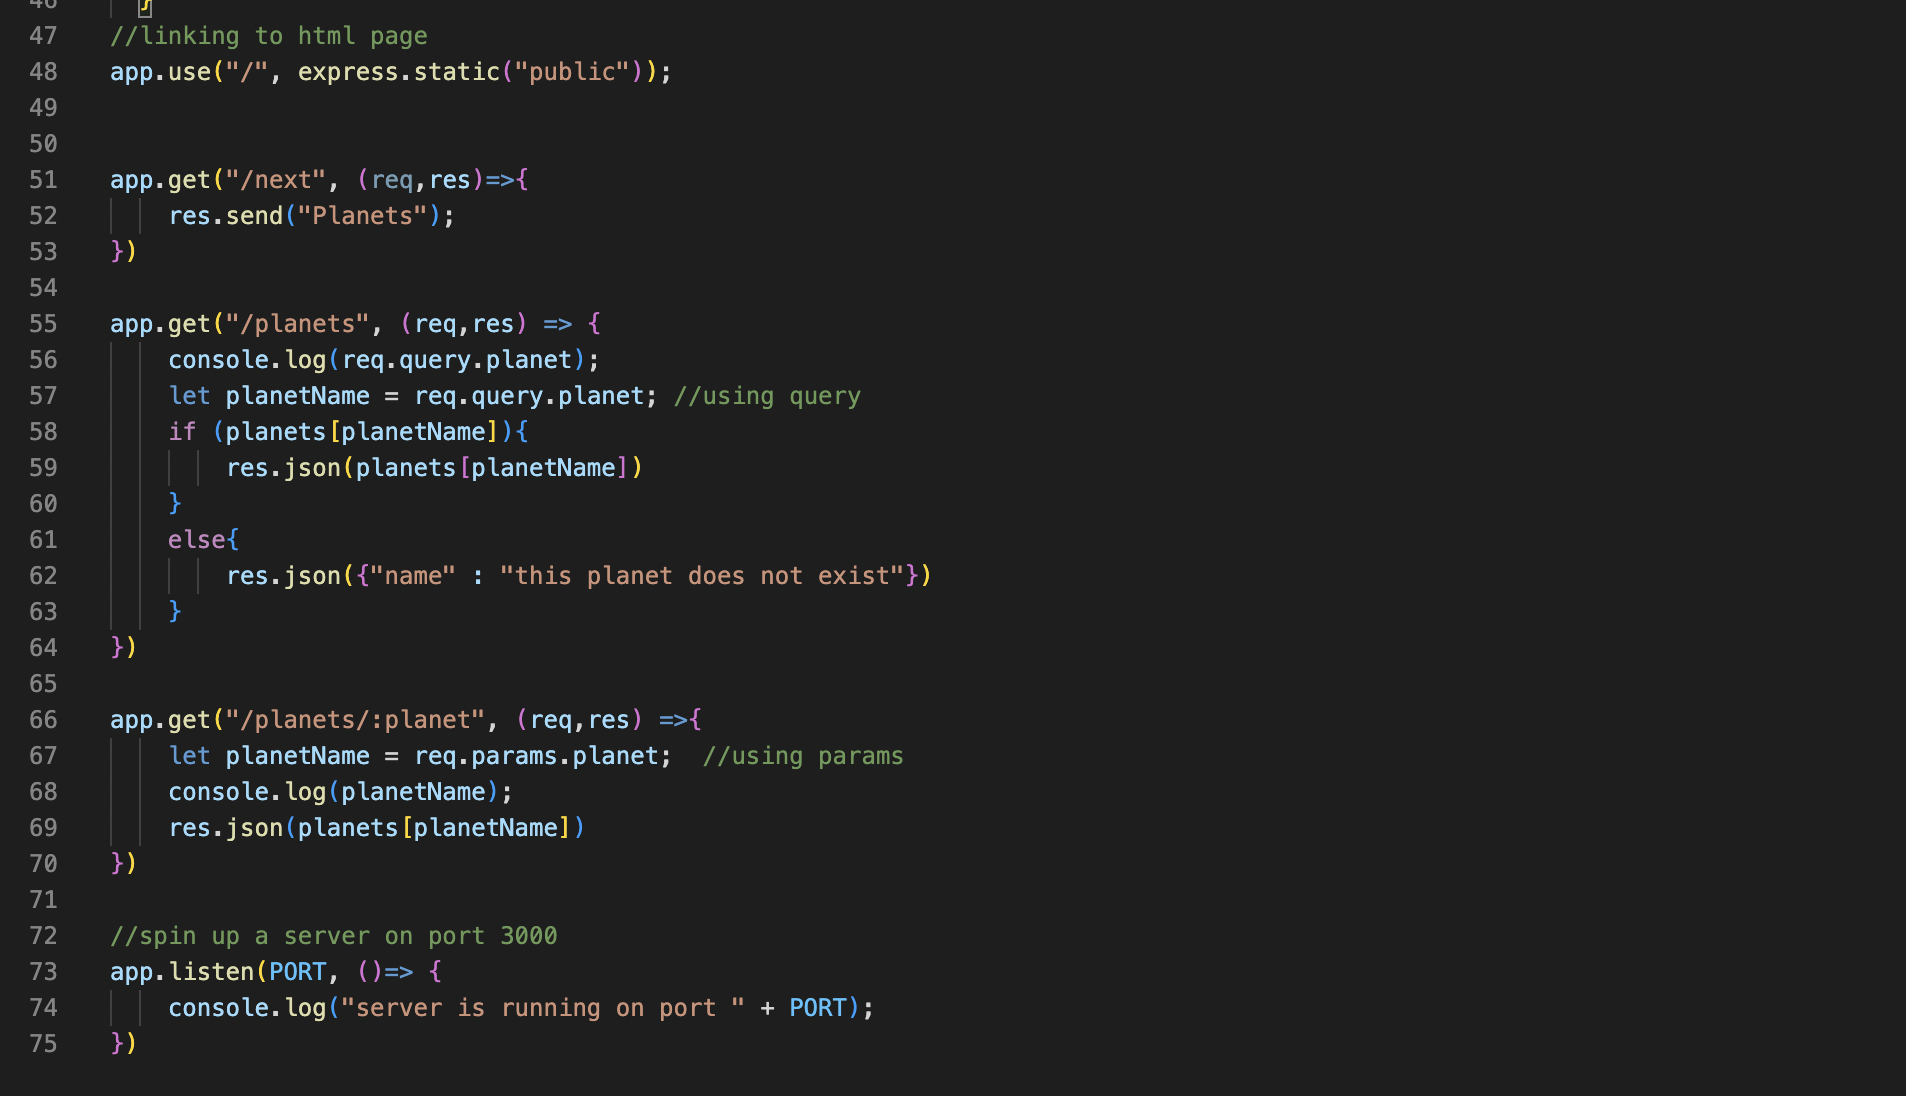 46 }
47 //linking to html page
48 app.use("/", express.static("public"));
49
50
51 app.get("/next", (req,res)=>{
52 res.send("Planets");
53 })
54
55 app.get("/planets", (req,res) => {
56 console.log(req.query.planet);
57 let planetName = req.query.planet; //using query
58 if (planets[planetName]){
59 res.json(planets[planetName])
60 }
61 else{
62 res.json({"name" : "this planet does not exist"})
63 }
64 })
65
66 app.get("/planets/:planet", (req,res) =>{
67 let planetName = req.params.planet;  //using params
68 console.log(planetName);
69 res.json(planets[planetName])
70 })
71
72 //spin up a server on port 3000
73 app.listen(PORT, ()=> {
74 console.log("server is running on port " + PORT);
75 })